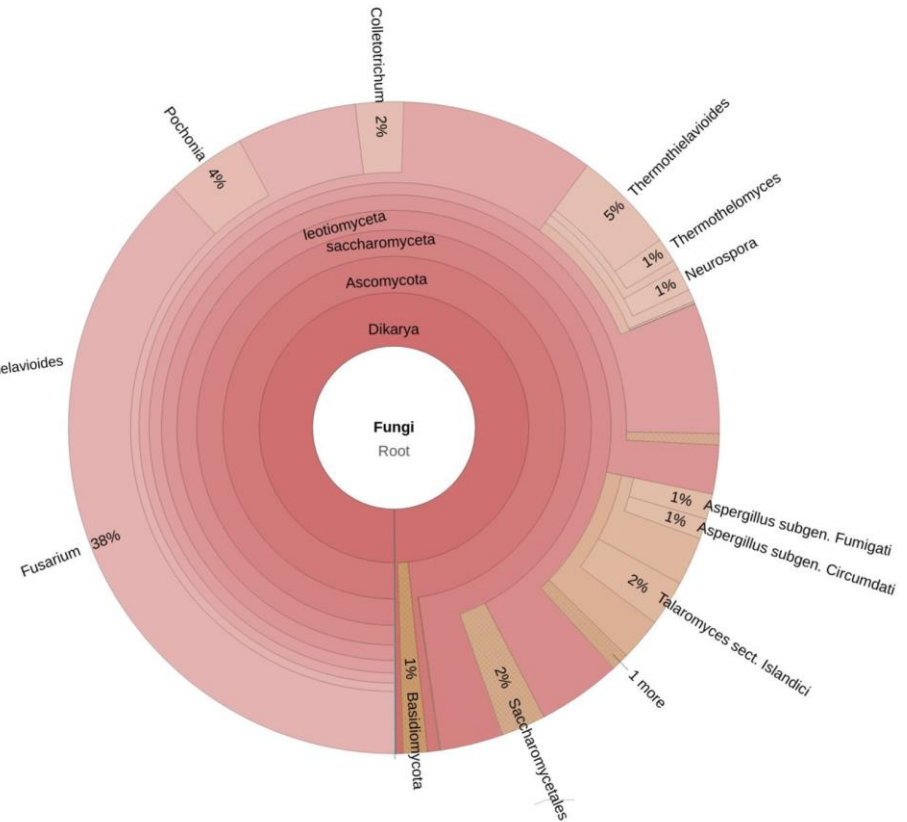 Colletotrichum
2%
Pochonia
4%
Thermothielavioides
5%
Thermothelomyces
1%
Neurospora
1%
leotiomyceta
saccharomyceta
Ascomycota
Dikarya
Fungi
Root
elavioides
Fusarium 38%
1% Aspergillus subgen. Fumigati
1% Aspergillus subgen. Circumdati
2% Talaromyces sect. Islandici
1 more
2% Saccharomycetales
1% Basidiomycota